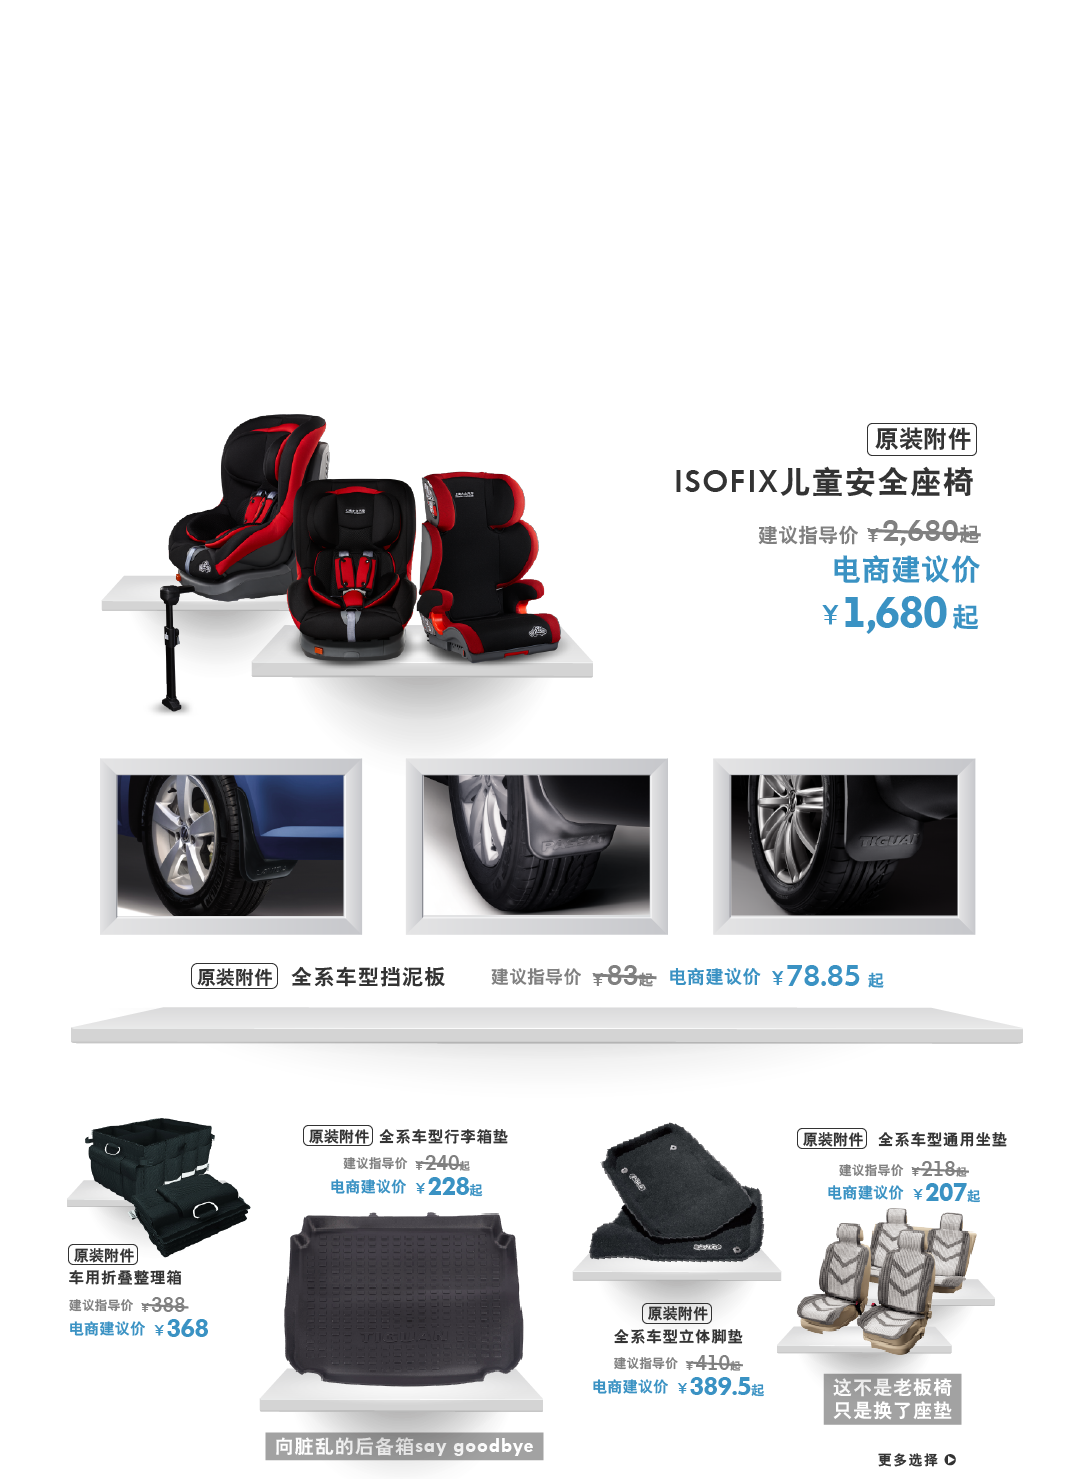 原装附件
ISOFIX儿童安全座椅
建议指导价 ¥2,680起
电商建议价
¥1,680起
PASSAT
TIGUAN
原装附件 全系车型挡泥板 建议指导价 ¥83起 电商建议价 ¥78.85 起
原装附件
车用折叠整理箱
建议指导价 ¥388
电商建议价 ¥368
原装附件 全系车型行李箱垫
建议指导价 ¥240起
电商建议价 ¥228起
TIGUAN
向脏乱的后备箱say goodbye
原装附件
全系车型立体脚垫
建议指导价 ¥410起
电商建议价 ¥389.5起
原装附件 全系车型通用坐垫
建议指导价 ¥218起
电商建议价 ¥207起
这不是老板椅
只是换了座垫
更多选择